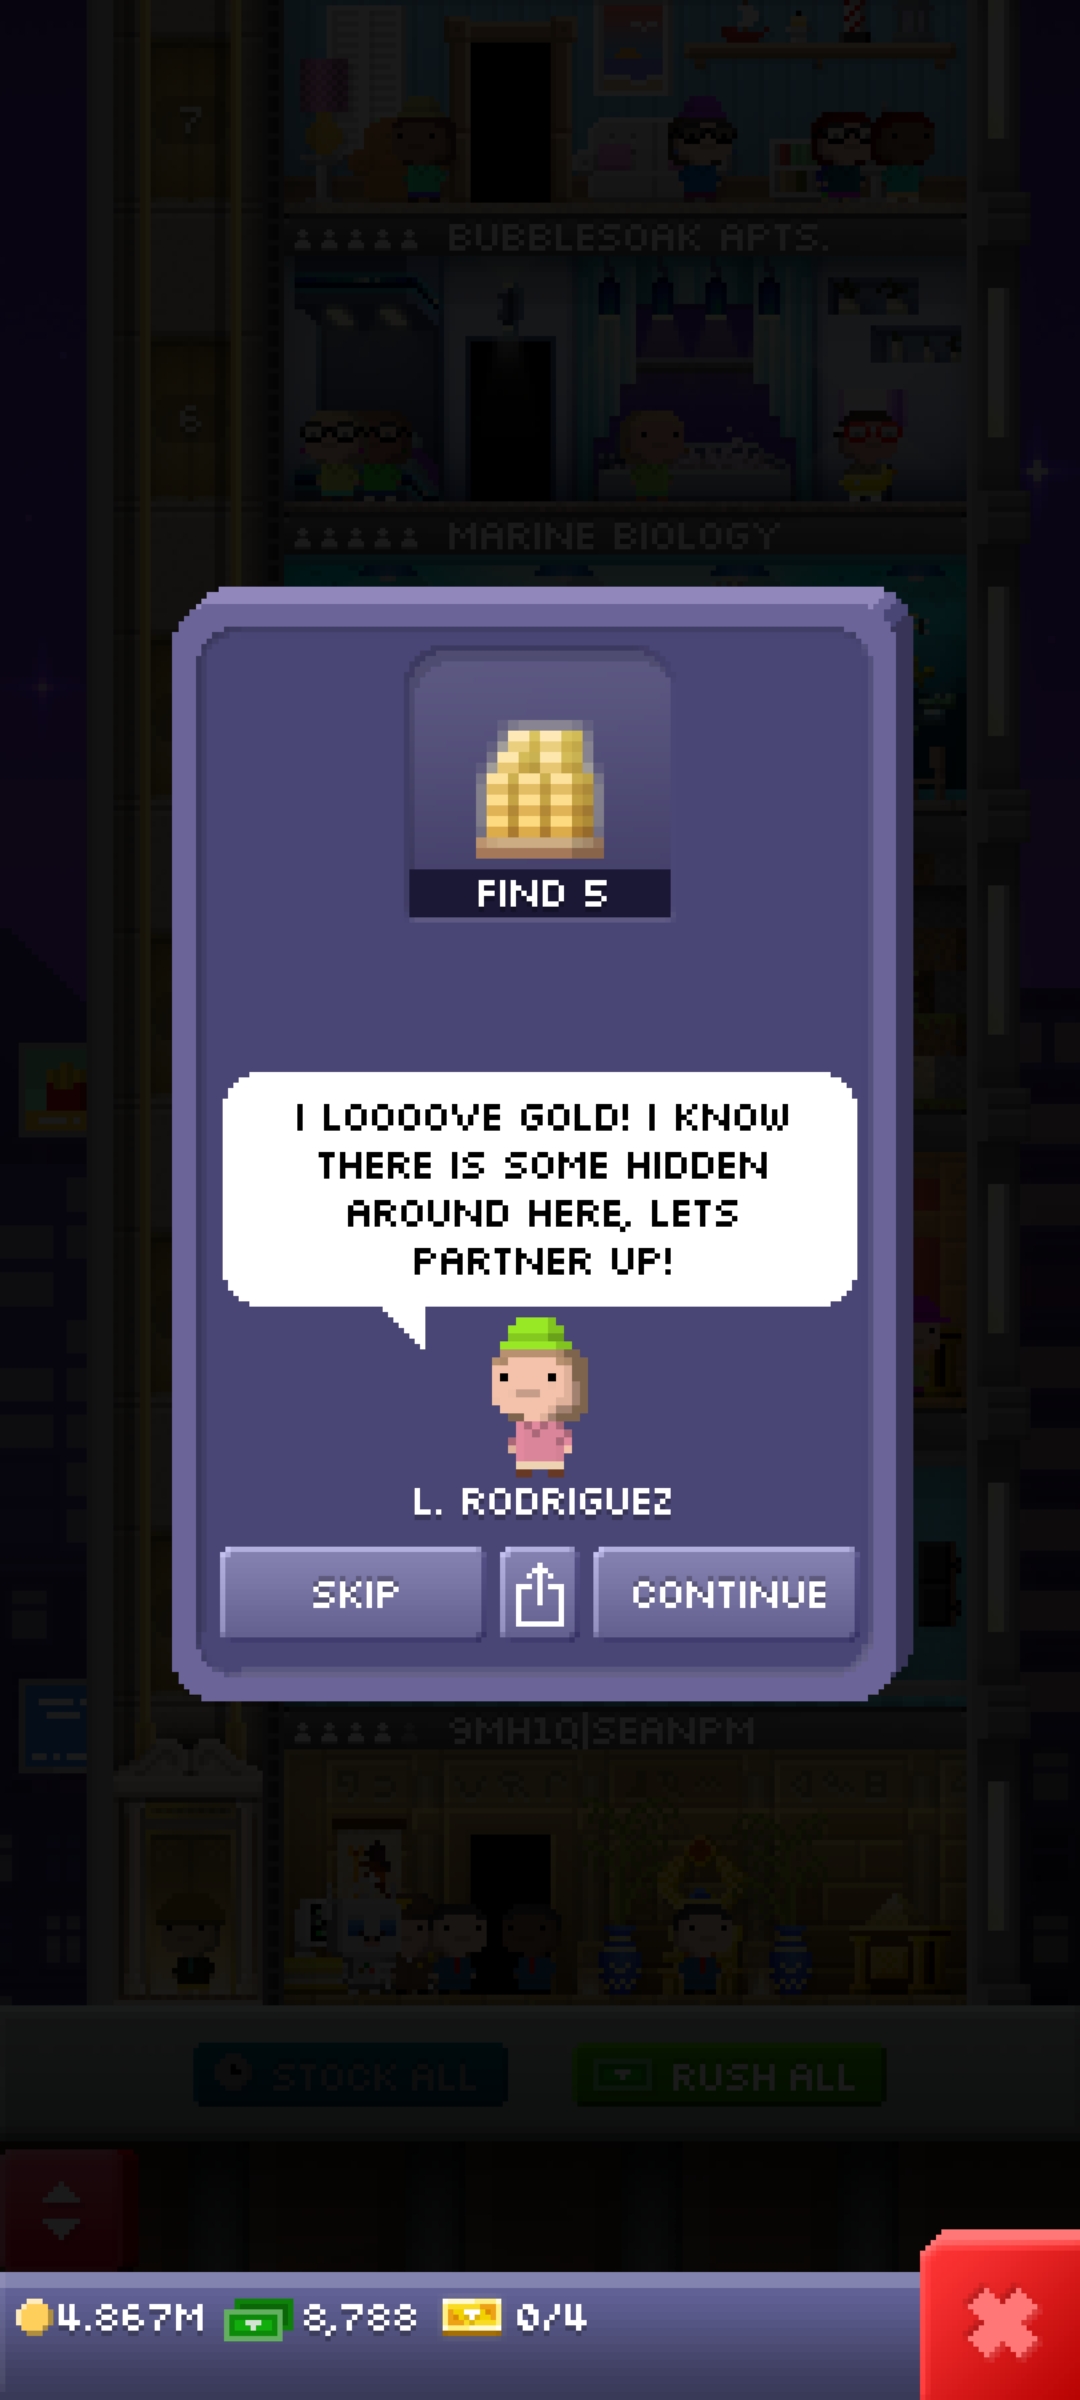 7
BUBBLESOAK APTS.
6
MARINE BIOLOGY
FIND 5
I LOOOOVE GOLD! I KNOW
THERE IS SOME HIDDEN
AROUND HERE, LETS
PARTNER UP!
L. RODRIGUEZ
SKIP
CONTINUE
9MH1Q|SEANPM
STOCK ALL
RUSH ALL
4.867M
8,788
0/4